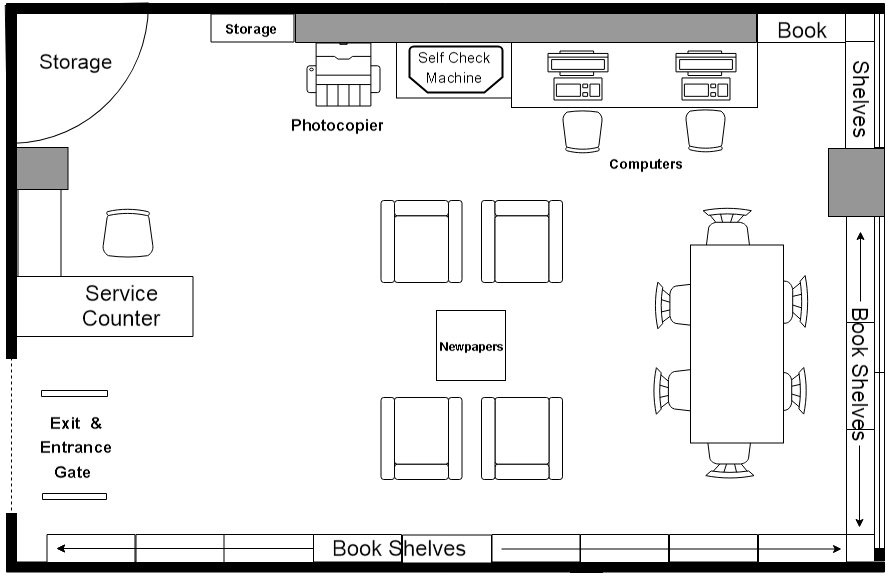 Storage
Book
Storage
Self Check
Machine
Shelves
Photocopier
Computers
Service
Counter
Newpapers
Book Shelves
Exit &
Entrance
Gate
Book Shelves